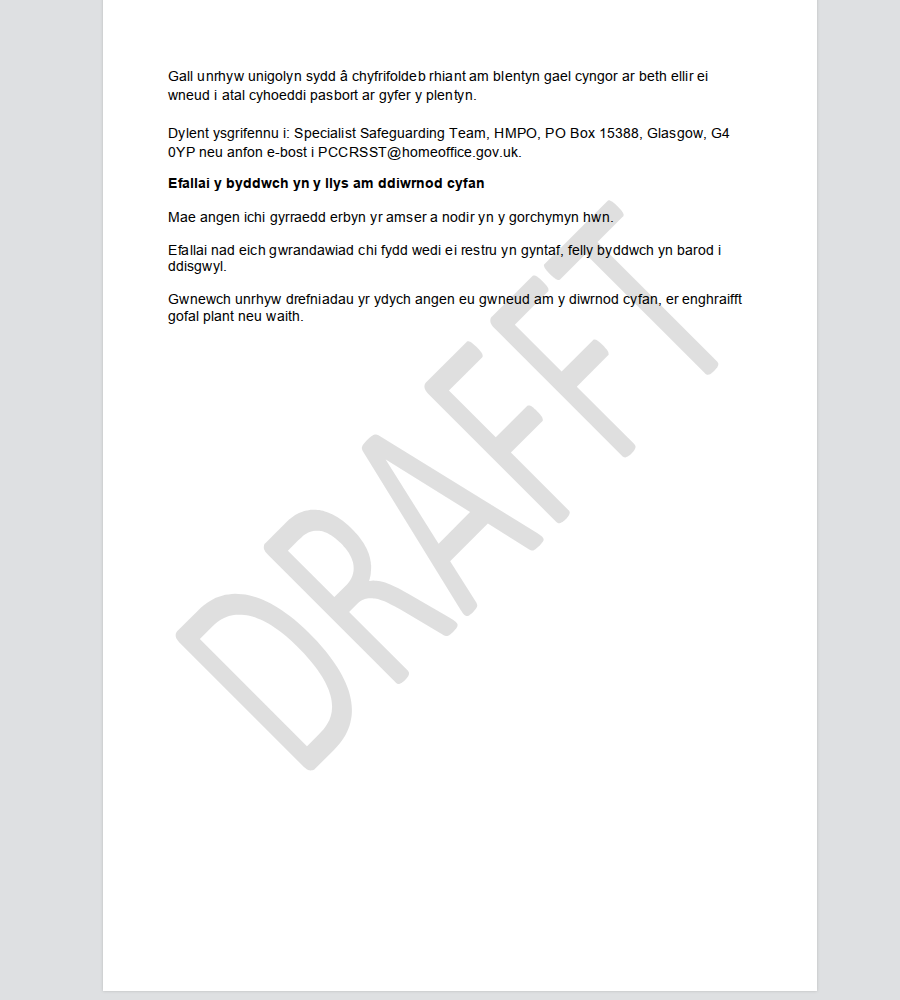 Gall unrhyw unigolyn sydd â chyfrifoldeb rhiant am blentyn gael cyngor ar beth ellir ei
wneud i atal cyhoeddi pasbort ar gyfer y plentyn.
Dylent ysgrifennu i: Specialist Safeguarding Team, HMPO, PO Box 15388, Glasgow, G4
0YP neu anfon e-bost i PCCRSST@homeoffice.gov.uk.
Efallai y byddwch yn y llys am ddiwrnod cyfan
Mae angen ichi gyrraedd erbyn yr amser a nodir yn y gorchymyn hwn.
Efallai nad eich gwrandawiad chi fydd wedi ei restru yn gyntaf, felly byddwch yn barod i
ddisgwyl.
Gwnewch unrhyw drefniadau yr ydych angen eu gwneud am y diwrnod cyfan, er enghraifft
gofal plant neu waith.
DRAFFT